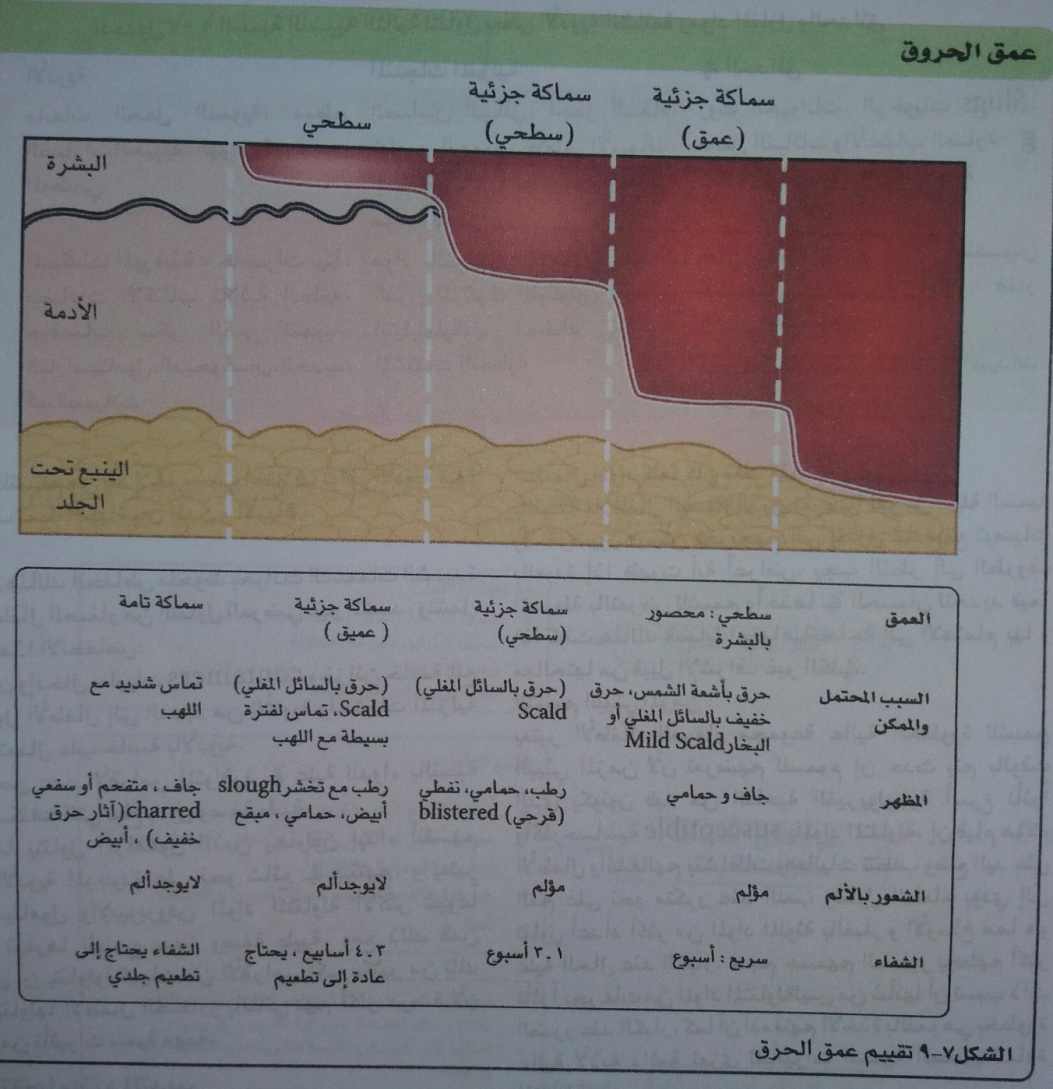 عمق الحروق
سماكة جزئية
(عمق)
سماكة جزئية
(سطحي)
سطحي
البشرة
الأدمة
الينبع تحت
الجلد
العمق
سطحي: محصور
بالبشرة
سماكة جزئية
(سطحي)
سماكة جزئية
(عميق)
سماكة تامة
السبب المحتمل
والممكن
حرق بأشعة الشمس، حرق
خفيف بالسائل المغلي أو
البخار Mild Scald
(حرق بالسائل المغلي)
Scald
(حرق بالسائل المغلي)
Scald، تماس لفترة
بسيطة مع اللهب
تماس شديد مع
اللهب
المظهر
جاف و حمامي
رطب، حمامي، نفطي
(قرحي) blistered
رطب مع تخشر slough
أبيض، حمامي، مبقع
جاف، متفحم أو سفعي
charred (آثار حرق
خفيف)، أبيض
الشعور بالألم
مؤلم
مؤلم
لايوجد ألم
لايوجد ألم
الشفاء
سريع: أسبوع
١-٣ أسبوع
٣-٤ أسابيع، يحتاج
عادة إلى تطعيم
الشفاء يحتاج إلى
تطعيم جلدي
الشكل ٧-٩ تقييم عمق الحرق